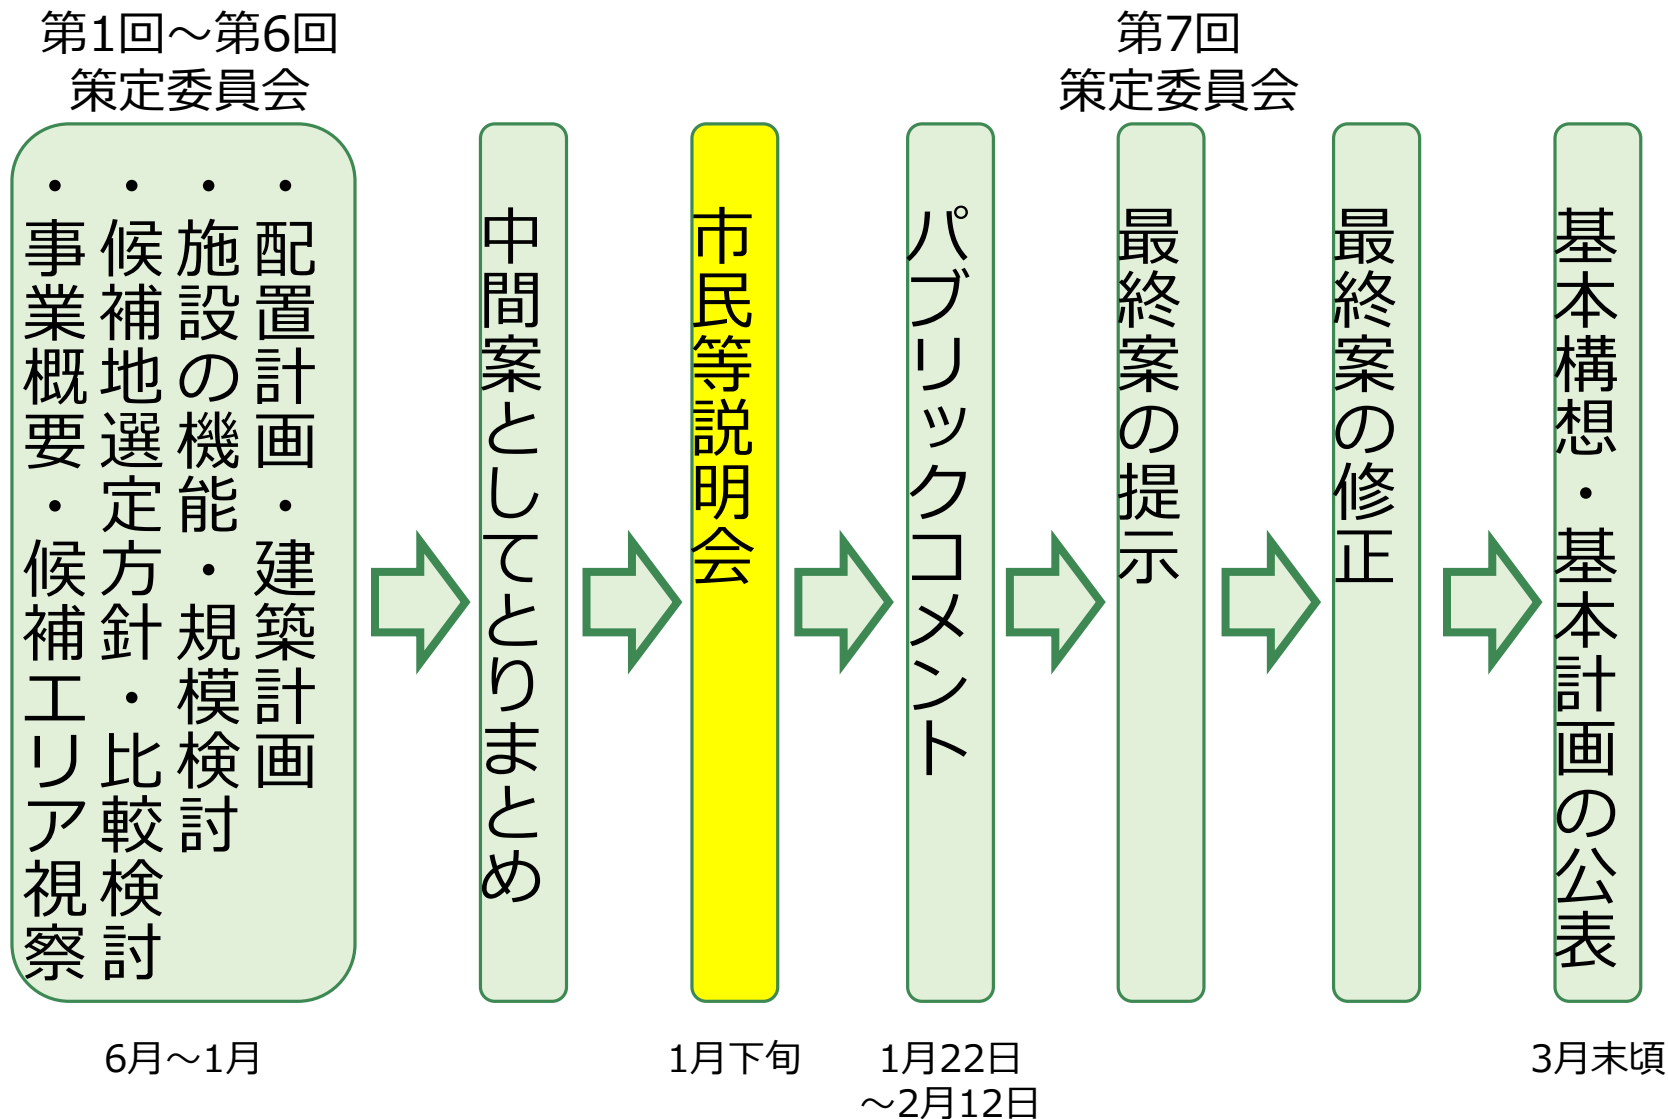 第1回～第6回
策定委員会
・配置計画・建築計画
・施設の機能・規模検討
・候補地選定方針・比較検討
・事業概要・候補エリア視察
6月～1月
中間案としてとりまとめ
市民等説明会
1月下旬
パブリックコメント
1月22日
～2月12日
第7回
策定委員会
最終案の提示
最終案の修正
基本構想・基本計画の公表
3月末頃